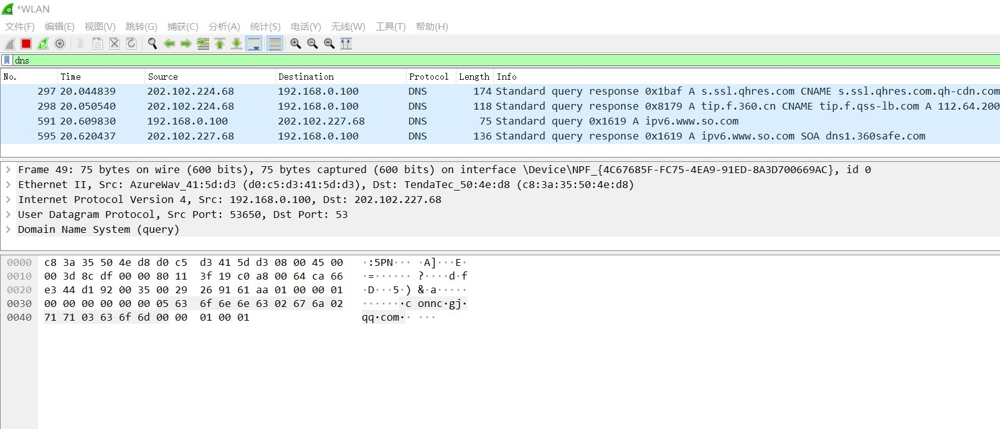 *WLAN
文件(F) 编辑(E) 视图(V) 跳转(G) 捕获(C) 分析(A) 统计(S) 电话(Y) 无线(W) 工具(T) 帮助(H)
dns
No. Time Source Destination Protocol Length Info
297 20.044839 202.102.224.68 192.168.0.100 DNS 174 Standard query response 0x1baf A s.ssl.qhres.com CNAME s.ssl.qhres.com.qh-cdn.com
298 20.050540 202.102.224.68 192.168.0.100 DNS 118 Standard query response 0x8179 A tip.f.360.cn CNAME tip.f.qss-lb.com A 112.64.200
591 20.609830 192.168.0.100 202.102.227.68 DNS 75 Standard query 0x1619 A ipv6.www.so.com
595 20.620437 202.102.227.68 192.168.0.100 DNS 136 Standard query response 0x1619 A ipv6.www.so.com SOA dns1.360safe.com
> Frame 49: 75 bytes on wire (600 bits), 75 bytes captured (600 bits) on interface \Device\NPF_{4C67685F-FC75-4EA9-91ED-8A3D700669AC}, id 0
> Ethernet II, Src: AzureWav_41:5d:d3 (d0:c5:d3:41:5d:d3), Dst: TendaTec_50:4e:d8 (c8:3a:35:50:4e:d8)
> Internet Protocol Version 4, Src: 192.168.0.100, Dst: 202.102.227.68
> User Datagram Protocol, Src Port: 53650, Dst Port: 53
> Domain Name System (query)
0000 c8 3a 35 50 4e d8 d0 c5 d3 41 5d d3 08 00 45 00 ·:5PN··· ·A]···E·
0010 00 3d 8c df 00 00 80 11 3f 19 c0 a8 00 64 ca 66 ·=······ ?····d·f
0020 e3 44 d1 92 00 35 00 29 26 91 61 aa 01 00 00 01 ·D···5·) &·a·····
0030 00 00 00 00 00 00 05 63 6f 6e 6e 63 02 67 6a 02 ·······c onnc·gj·
0040 71 71 03 63 6f 6d 00 00 01 00 01 qq·com·· ···